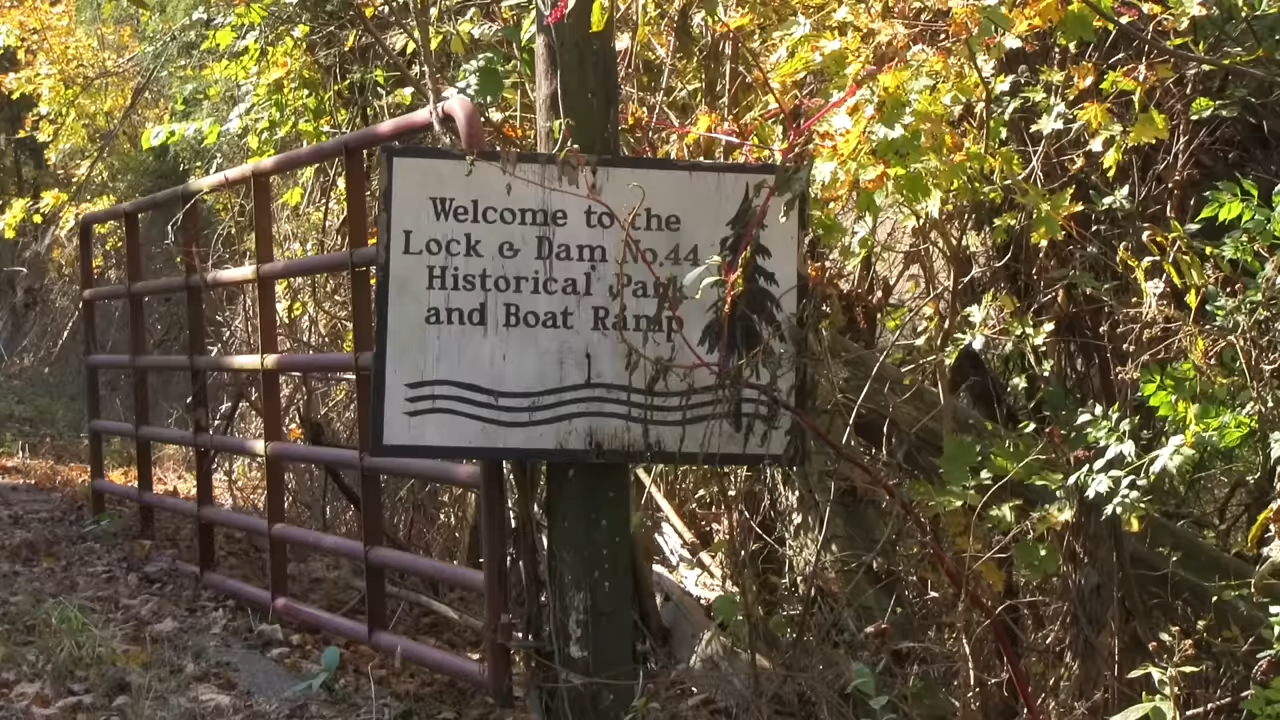 Welcome to the
Lock & Dam No.44
Historical Park
and Boat Ramp